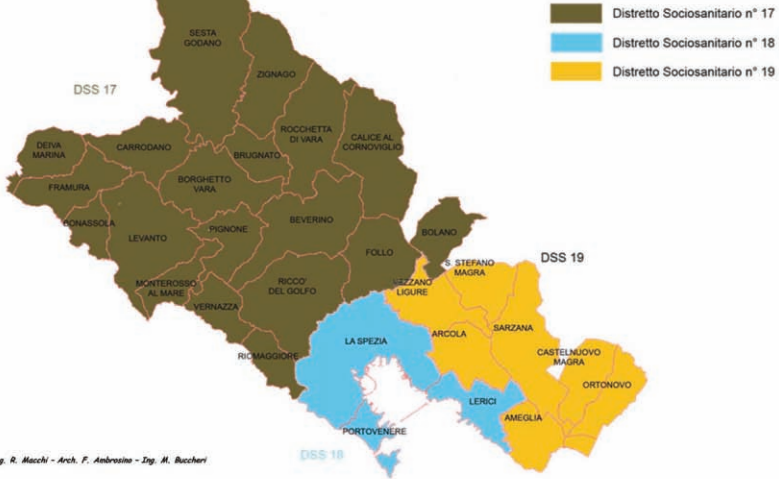 Distretto Sociosanitario n° 17
Distretto Sociosanitario n° 18
Distretto Sociosanitario n° 19
DSS 17
SESTA
GODANO
ZIGNAGO
ROCCHETTA
DI VARA
CALICE AL
CORNOVIGLIO
DEIVA
MARINA
CARRODANO
BRUGNATO
FRAMURA
BORGHETTO
VARA
BONASSOLA
LEVANTO
PIGNONE
BEVERINO
BOLANO
FOLLO
DSS 19
S. STEFANO
MAGRA
MONTEROSSO
AL MARE
VERNAZZA
RICCO'
DEL GOLFO
VEZZANO
LIGURE
RIOMAGGIORE
LA SPEZIA
ARCOLA
SARZANA
CASTELNUOVO
MAGRA
ORTONOVO
LERICI
AMEGLIA
PORTOVENERE
DSS 18
g. R. Macchi - Arch. F. Ambrosino - Ing. M. Buccheri